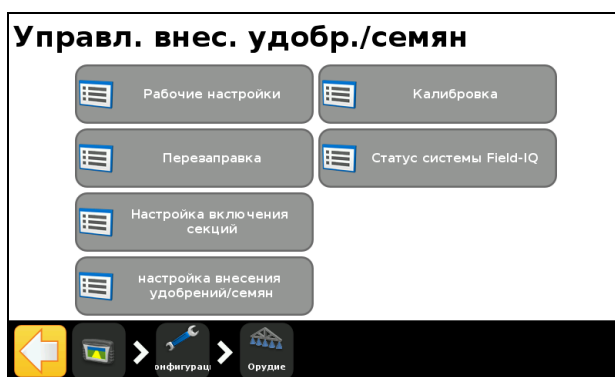 Управл. внес. удобр./семян
Рабочие настройки
Калибровка
Перезаправка
Статус системы Field-IQ
Настройка включения
секций
настройка внесения
удобрений/семян
онфигурац
Орудие